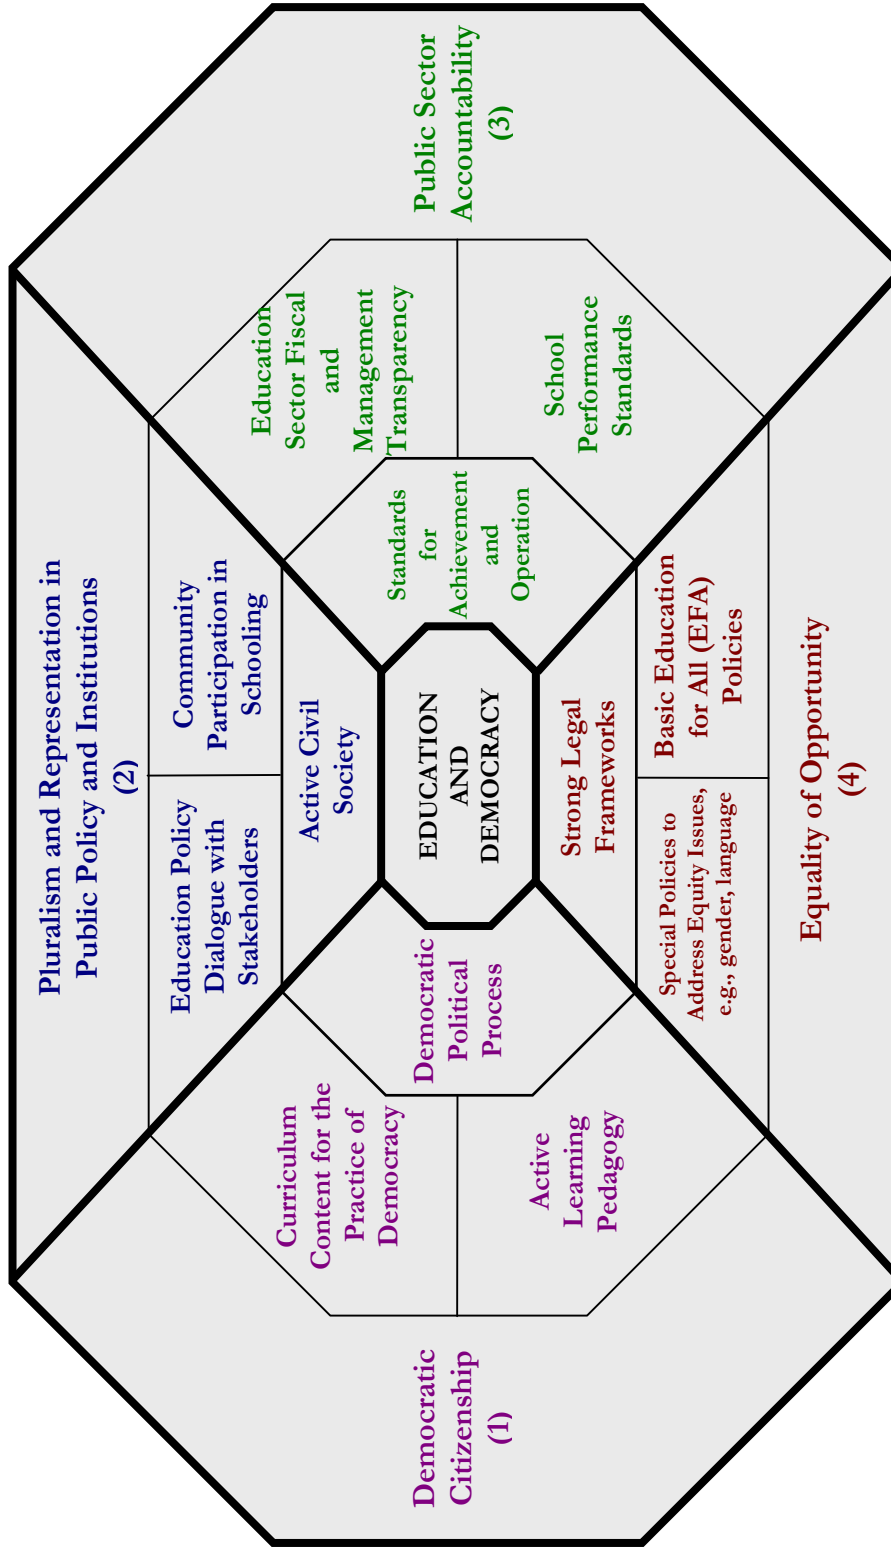 Pluralism and Representation in
Public Policy and Institutions
(2)
Education Policy
Dialogue with
Stakeholders
Community
Participation in
Schooling
Active Civil
Society
Democratic
Citizenship
(1)
Curriculum
Content for the
Practice of
Democracy
Active
Learning
Pedagogy
Democratic
Political
Process
EDUCATION
AND
DEMOCRACY
Standards
for
Achievement
and
Operation
Education
Sector Fiscal
and
Management
Transparency
School
Performance
Standards
Public Sector
Accountability
(3)
Strong Legal
Frameworks
Special Policies to
Address Equity Issues,
e.g., gender, language
Basic Education
for All (EFA)
Policies
Equality of Opportunity
(4)